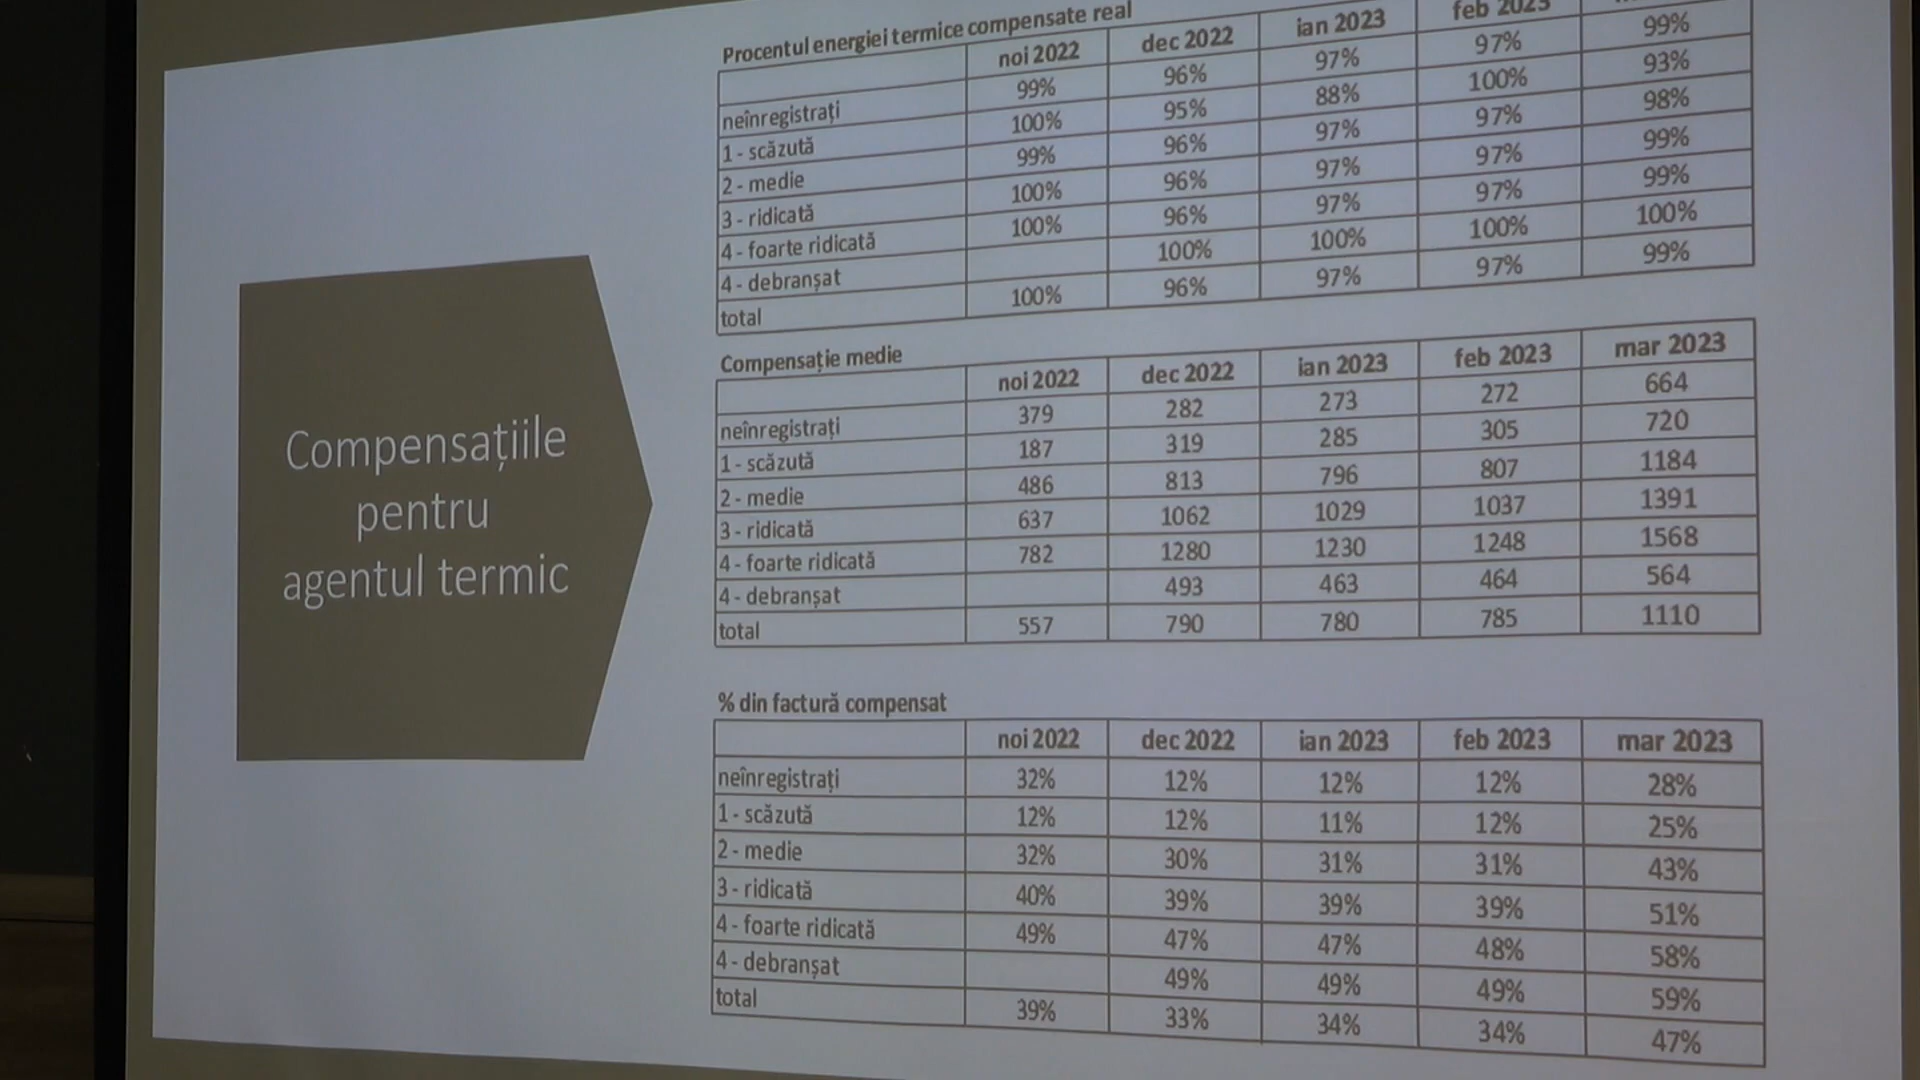 Compensațiile
pentru
agentul termic
Procentul energiei termice compensate real
noi 2022 dec 2022 ian 2023 feb 2023
neînregistrați 99% 96% 97% 97% 99%
1 - scăzută 100% 95% 88% 100% 93%
2 - medie 99% 96% 97% 97% 98%
3 - ridicată 100% 96% 97% 97% 99%
4 - foarte ridicată 100% 96% 97% 97% 99%
4 - debranșat 100% 100% 100% 100%
total 100% 96% 97% 97% 99%
Compensație medie
noi 2022 dec 2022 ian 2023 feb 2023 mar 2023
neînregistrați 379 282 273 272 664
1 - scăzută 187 319 285 305 720
2 - medie 486 813 796 807 1184
3 - ridicată 637 1062 1029 1037 1391
4 - foarte ridicată 782 1280 1230 1248 1568
4 - debranșat 493 463 464 564
total 557 790 780 785 1110
% din factură compensat
noi 2022 dec 2022 ian 2023 feb 2023 mar 2023
neînregistrați 32% 12% 12% 12% 28%
1 - scăzută 12% 12% 11% 12% 25%
2 - medie 32% 30% 31% 31% 43%
3 - ridicată 40% 39% 39% 39% 51%
4 - foarte ridicată 49% 47% 47% 48% 58%
4 - debranșat 49% 49% 49% 59%
total 39% 33% 34% 34% 47%